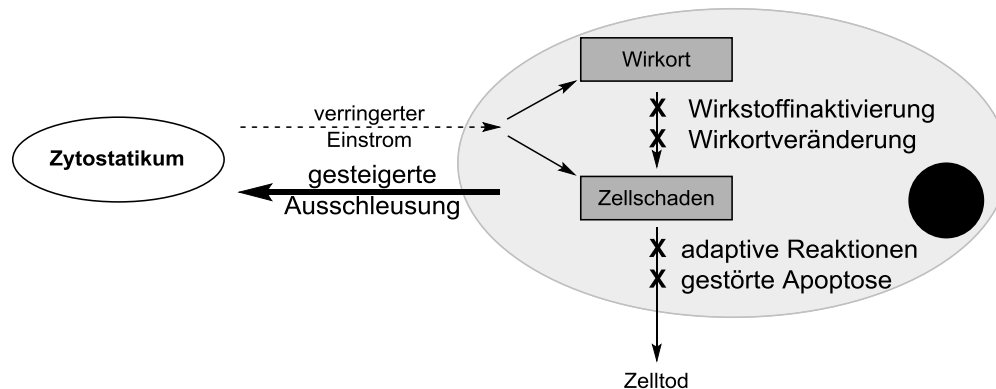 Wirkort
verringerter
Einstrom
Wirkstoffinaktivierung
Wirkortveränderung
Zytostatikum
gesteigerte
Ausschleusung
Zellschaden
adaptive Reaktionen
gestörte Apoptose
Zelltod